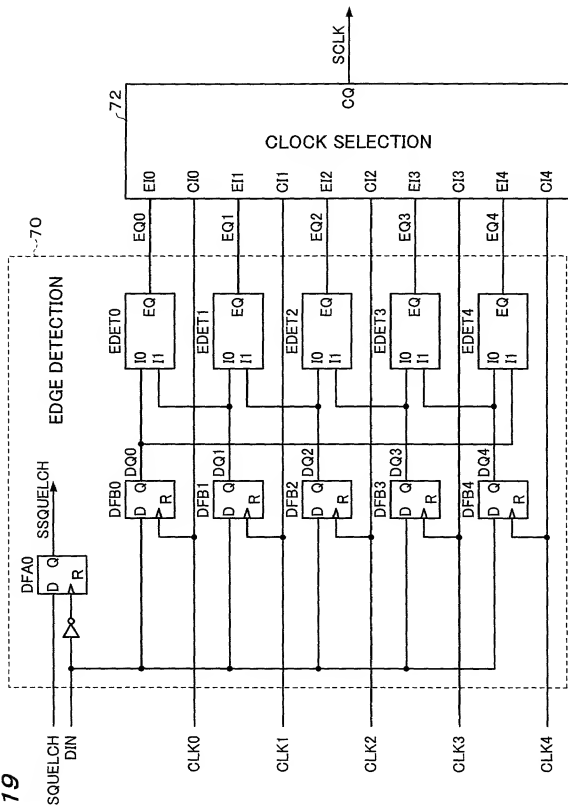 19
70
EDGE DETECTION
SQUELCH
DIN
DFA0
D Q
R
SSQUELCH
72
CLOCK SELECTION
CQ
SCLK
DFB0
D Q
R
DQ0
EDET0
I0
I1
EQ
EQ0
EI0
CLK0
CI0
DFB1
D Q
R
DQ1
EDET1
I0
I1
EQ
EQ1
EI1
CLK1
CI1
DFB2
D Q
R
DQ2
EDET2
I0
I1
EQ
EQ2
EI2
CLK2
CI2
DFB3
D Q
R
DQ3
EDET3
I0
I1
EQ
EQ3
EI3
CLK3
CI3
DFB4
D Q
R
DQ4
EDET4
I0
I1
EQ
EQ4
EI4
CLK4
CI4